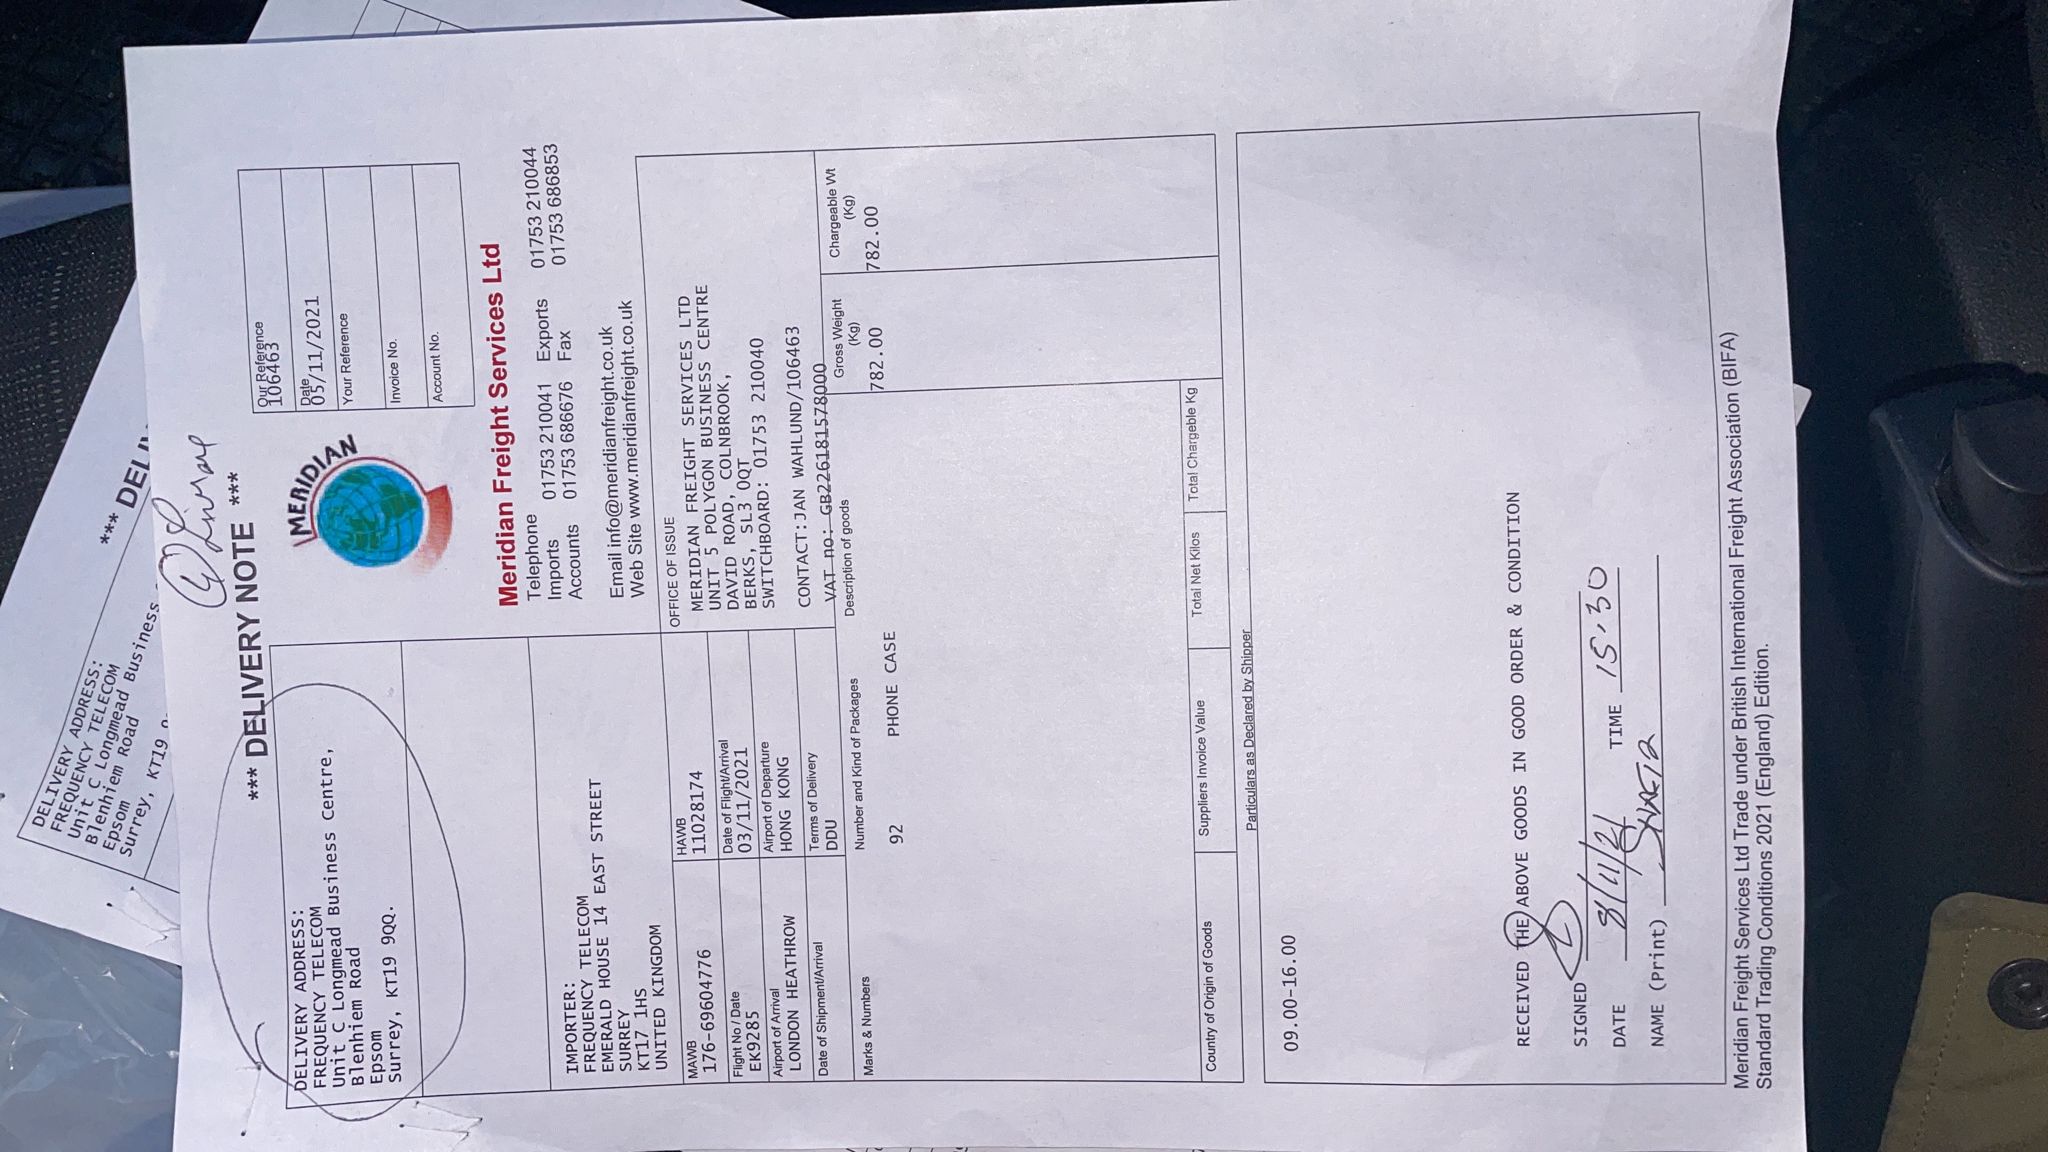 *** DELIVERY NOTE ***
DELIVERY ADDRESS:
FREQUENCY TELECOM
Unit C Longmead Business Centre,
Blenhiem Road
Epsom
Surrey, KT19 9QQ.
Our Reference
106463
Date
05/11/2021
Your Reference
Invoice No.
Account No.
MERIDIAN
Meridian Freight Services Ltd
Telephone
Imports 01753 210041 Exports 01753 210044
Accounts 01753 686676 Fax 01753 686853
Email info@meridianfreight.co.uk
Web Site www.meridianfreight.co.uk
IMPORTER:
FREQUENCY TELECOM
EMERALD HOUSE 14 EAST STREET
SURREY
KT17 1HS
UNITED KINGDOM
OFFICE OF ISSUE
MERIDIAN FREIGHT SERVICES LTD
UNIT 5 POLYGON BUSINESS CENTRE
DAVID ROAD, COLNBROOK,
BERKS, SL3 0QT
SWITCHBOARD: 01753 2100040
CONTACT:JAN WAHLUND/106463
VAT no: GB226181578000
MAWB
176-69604776
HAWB
11028174
Flight No / Date
EK9285
Date of Flight/Arrival
03/11/2021
Airport of Arrival
LONDON HEATHROW
Airport of Departure
HONG KONG
Date of Shipment/Arrival
Terms of Delivery
DDU
Marks & Numbers
Number and Kind of Packages
Description of goods
Gross Weight
(Kg)
Chargeable Wt
(Kg)
92 PHONE CASE
782.00
782.00
Country of Origin of Goods
Suppliers Invoice Value
Total Net Kilos
Total Chargeble Kg
Particulars as Declared by Shipper
09.00-16.00
RECEIVED THE ABOVE GOODS IN GOOD ORDER & CONDITION
SIGNED
DATE 8/11/21 TIME 15.30
NAME (Print)
Meridian Freight Services Ltd Trade under British International Freight Association (BIFA)
Standard Trading Conditions 2021 (England) Edition.
*** DELIV
DELIVERY ADDRESS:
FREQUENCY TELECOM
Unit C Longmead Business
Blenhiem Road
Epsom
Surrey, KT19 9